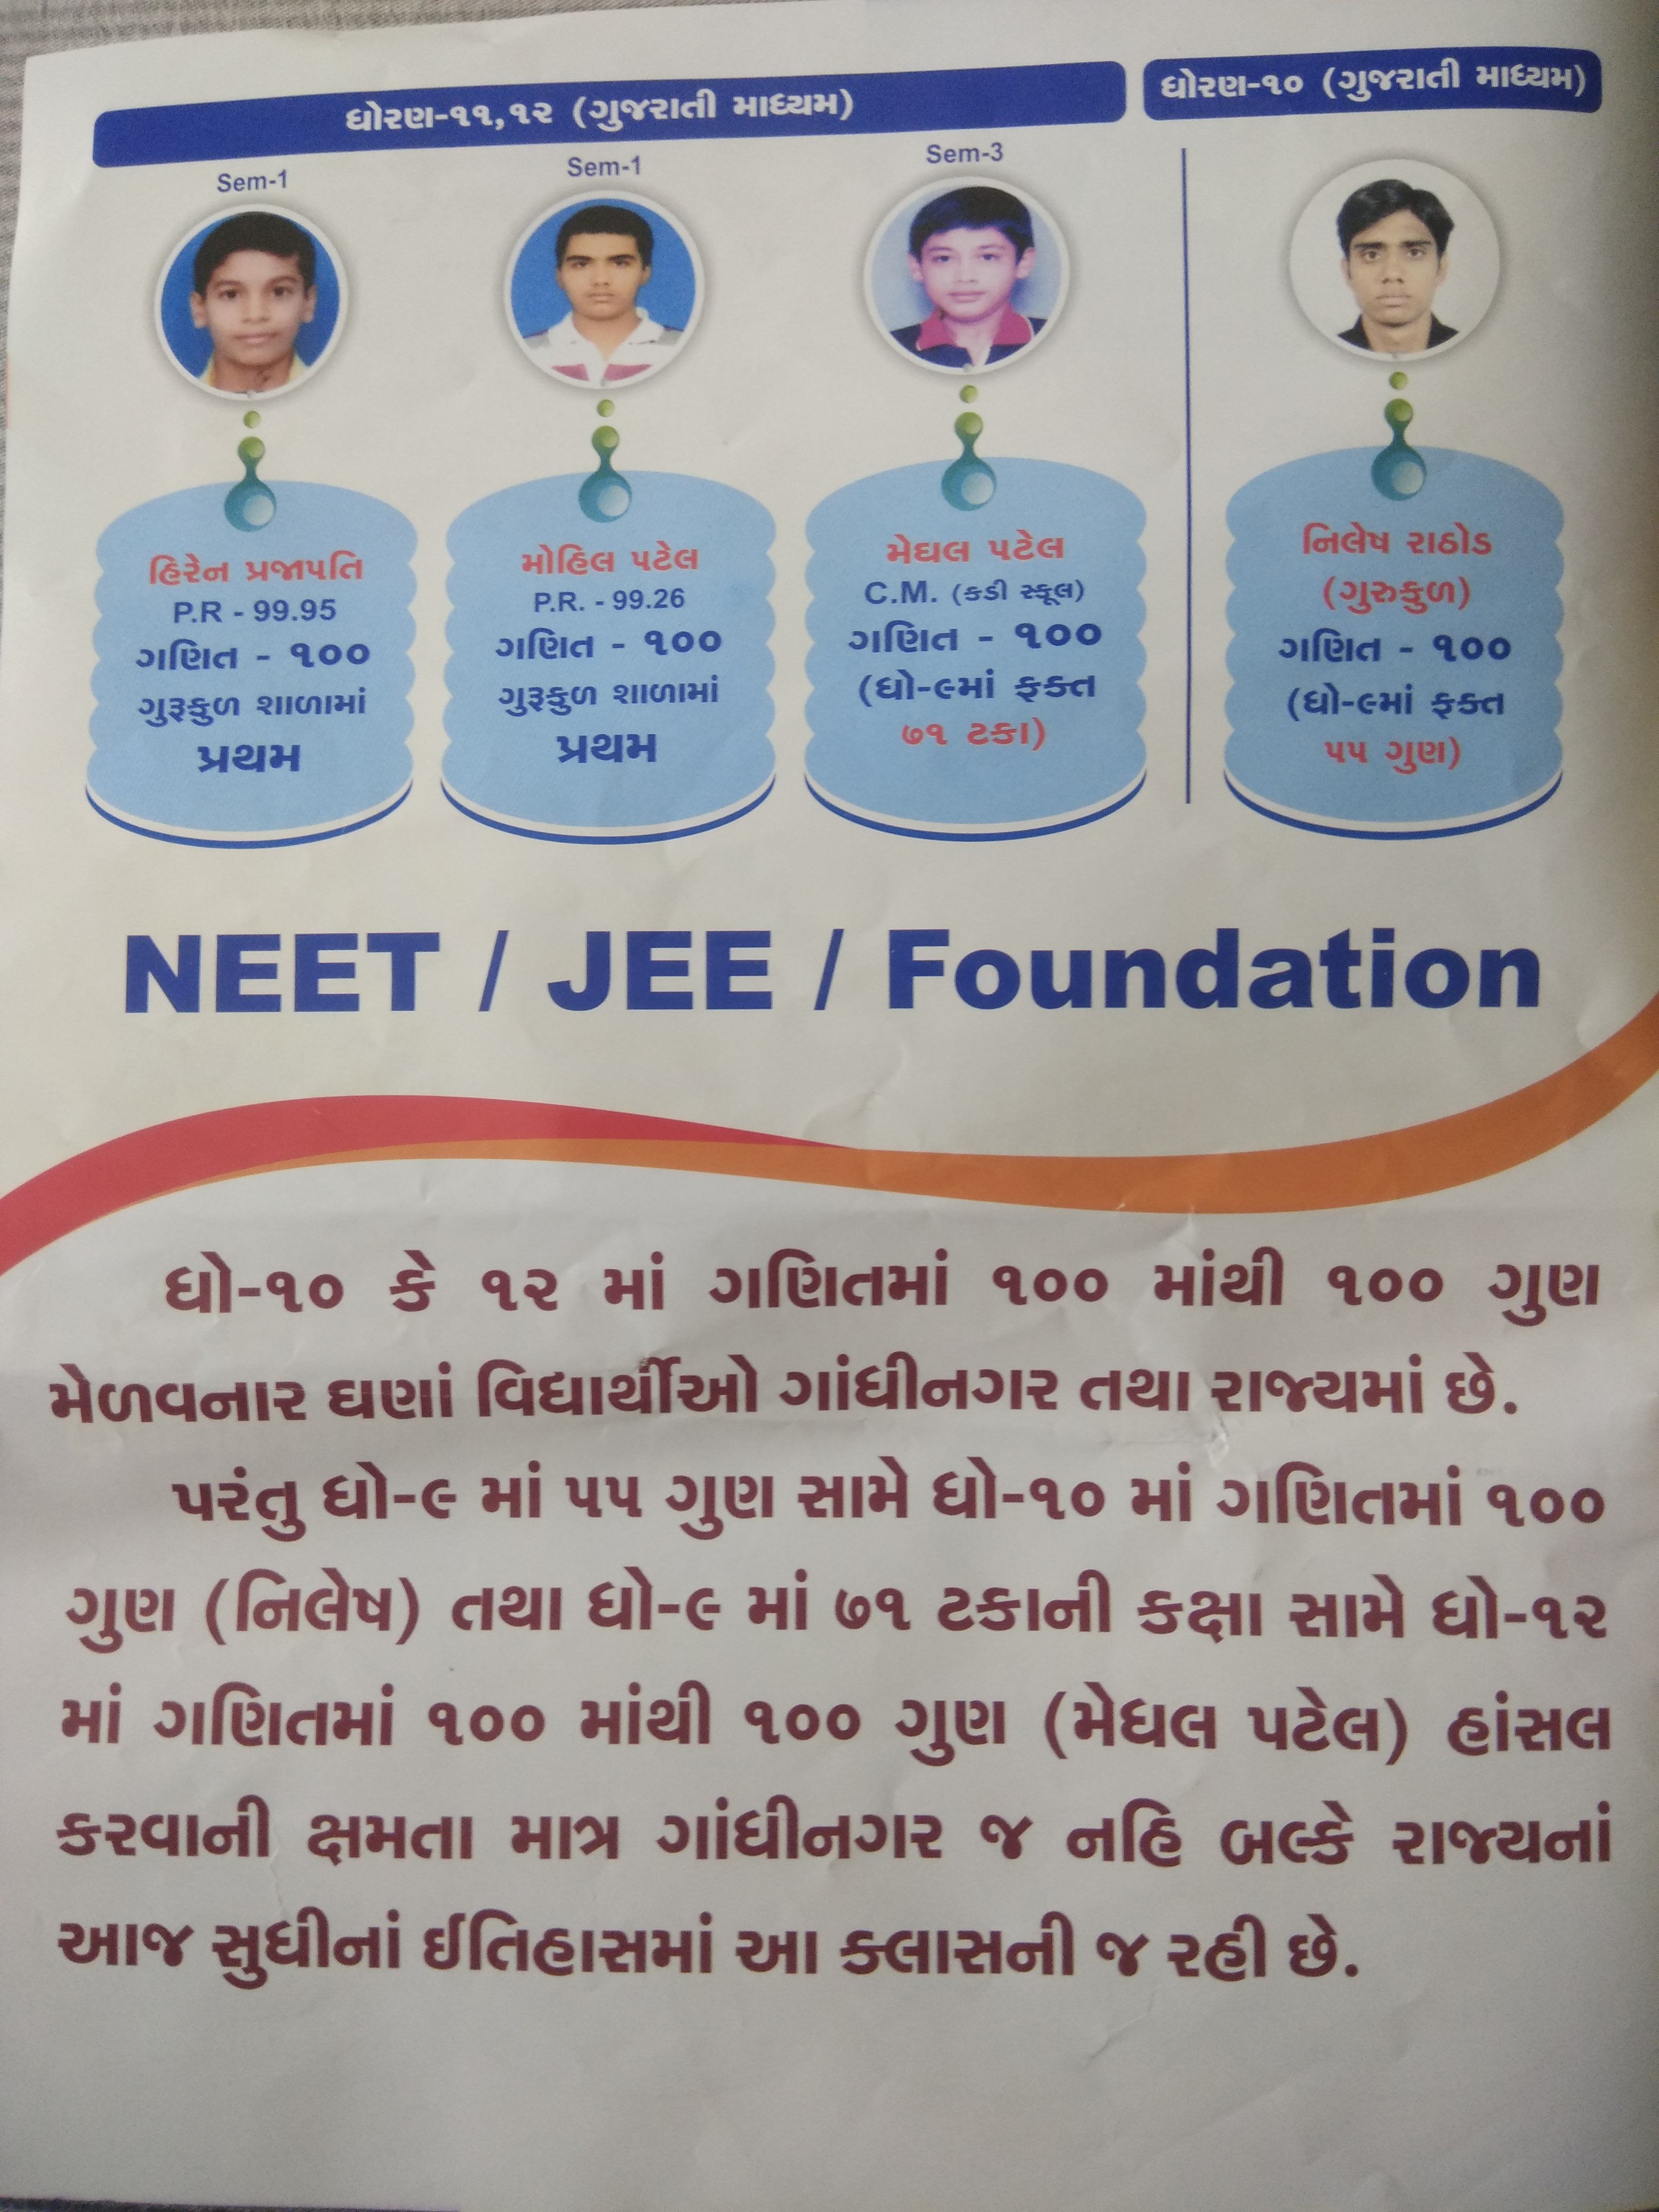 ધોરણ-૧૧,૧૨ (ગુજરાતી માધ્યમ)
ધોરણ-૧૦ (ગુજરાતી માધ્યમ)
Sem-1
હિરેન પ્રજાપતિ
P.R - 99.95
ગણિત - ૧૦૦
ગુરૂકુળ શાળામાં
પ્રથમ
Sem-1
મોહિલ પટેલ
P.R. - 99.26
ગણિત - ૧૦૦
ગુરૂકુળ શાળામાં
પ્રથમ
Sem-3
મેઘલ પટેલ
C.M. (કડી સ્કૂલ)
ગણિત - ૧૦૦
(ધો-૯માં ફક્ત
૭૧ ટકા)
નિલેષ રાઠોડ
(ગુરુકુળ)
ગણિત - ૧૦૦
(ધો-૯માં ફક્ત
૫૫ ગુણ)
NEET / JEE / Foundation
ધો-૧૦ કે ૧૨ માં ગણિતમાં ૧૦૦ માંથી ૧૦૦ ગુણ
મેળવનાર ઘણાં વિદ્યાર્થીઓ ગાંધીનગર તથા રાજ્યમાં છે.
પરંતુ ધો-૯ માં ૫૫ ગુણ સામે ધો-૧૦ માં ગણિતમાં ૧૦૦
ગુણ (નિલેષ) તથા ધો-૯ માં ૭૧ ટકાની કક્ષા સામે ધો-૧૨
માં ગણિતમાં ૧૦૦ માંથી ૧૦૦ ગુણ (મેઘલ પટેલ) હાંસલ
કરવાની ક્ષમતા માત્ર ગાંધીનગર જ નહિ બલ્કે રાજ્યનાં
આજ સુધીનાં ઈતિહાસમાં આ ક્લાસની જ રહી છે.